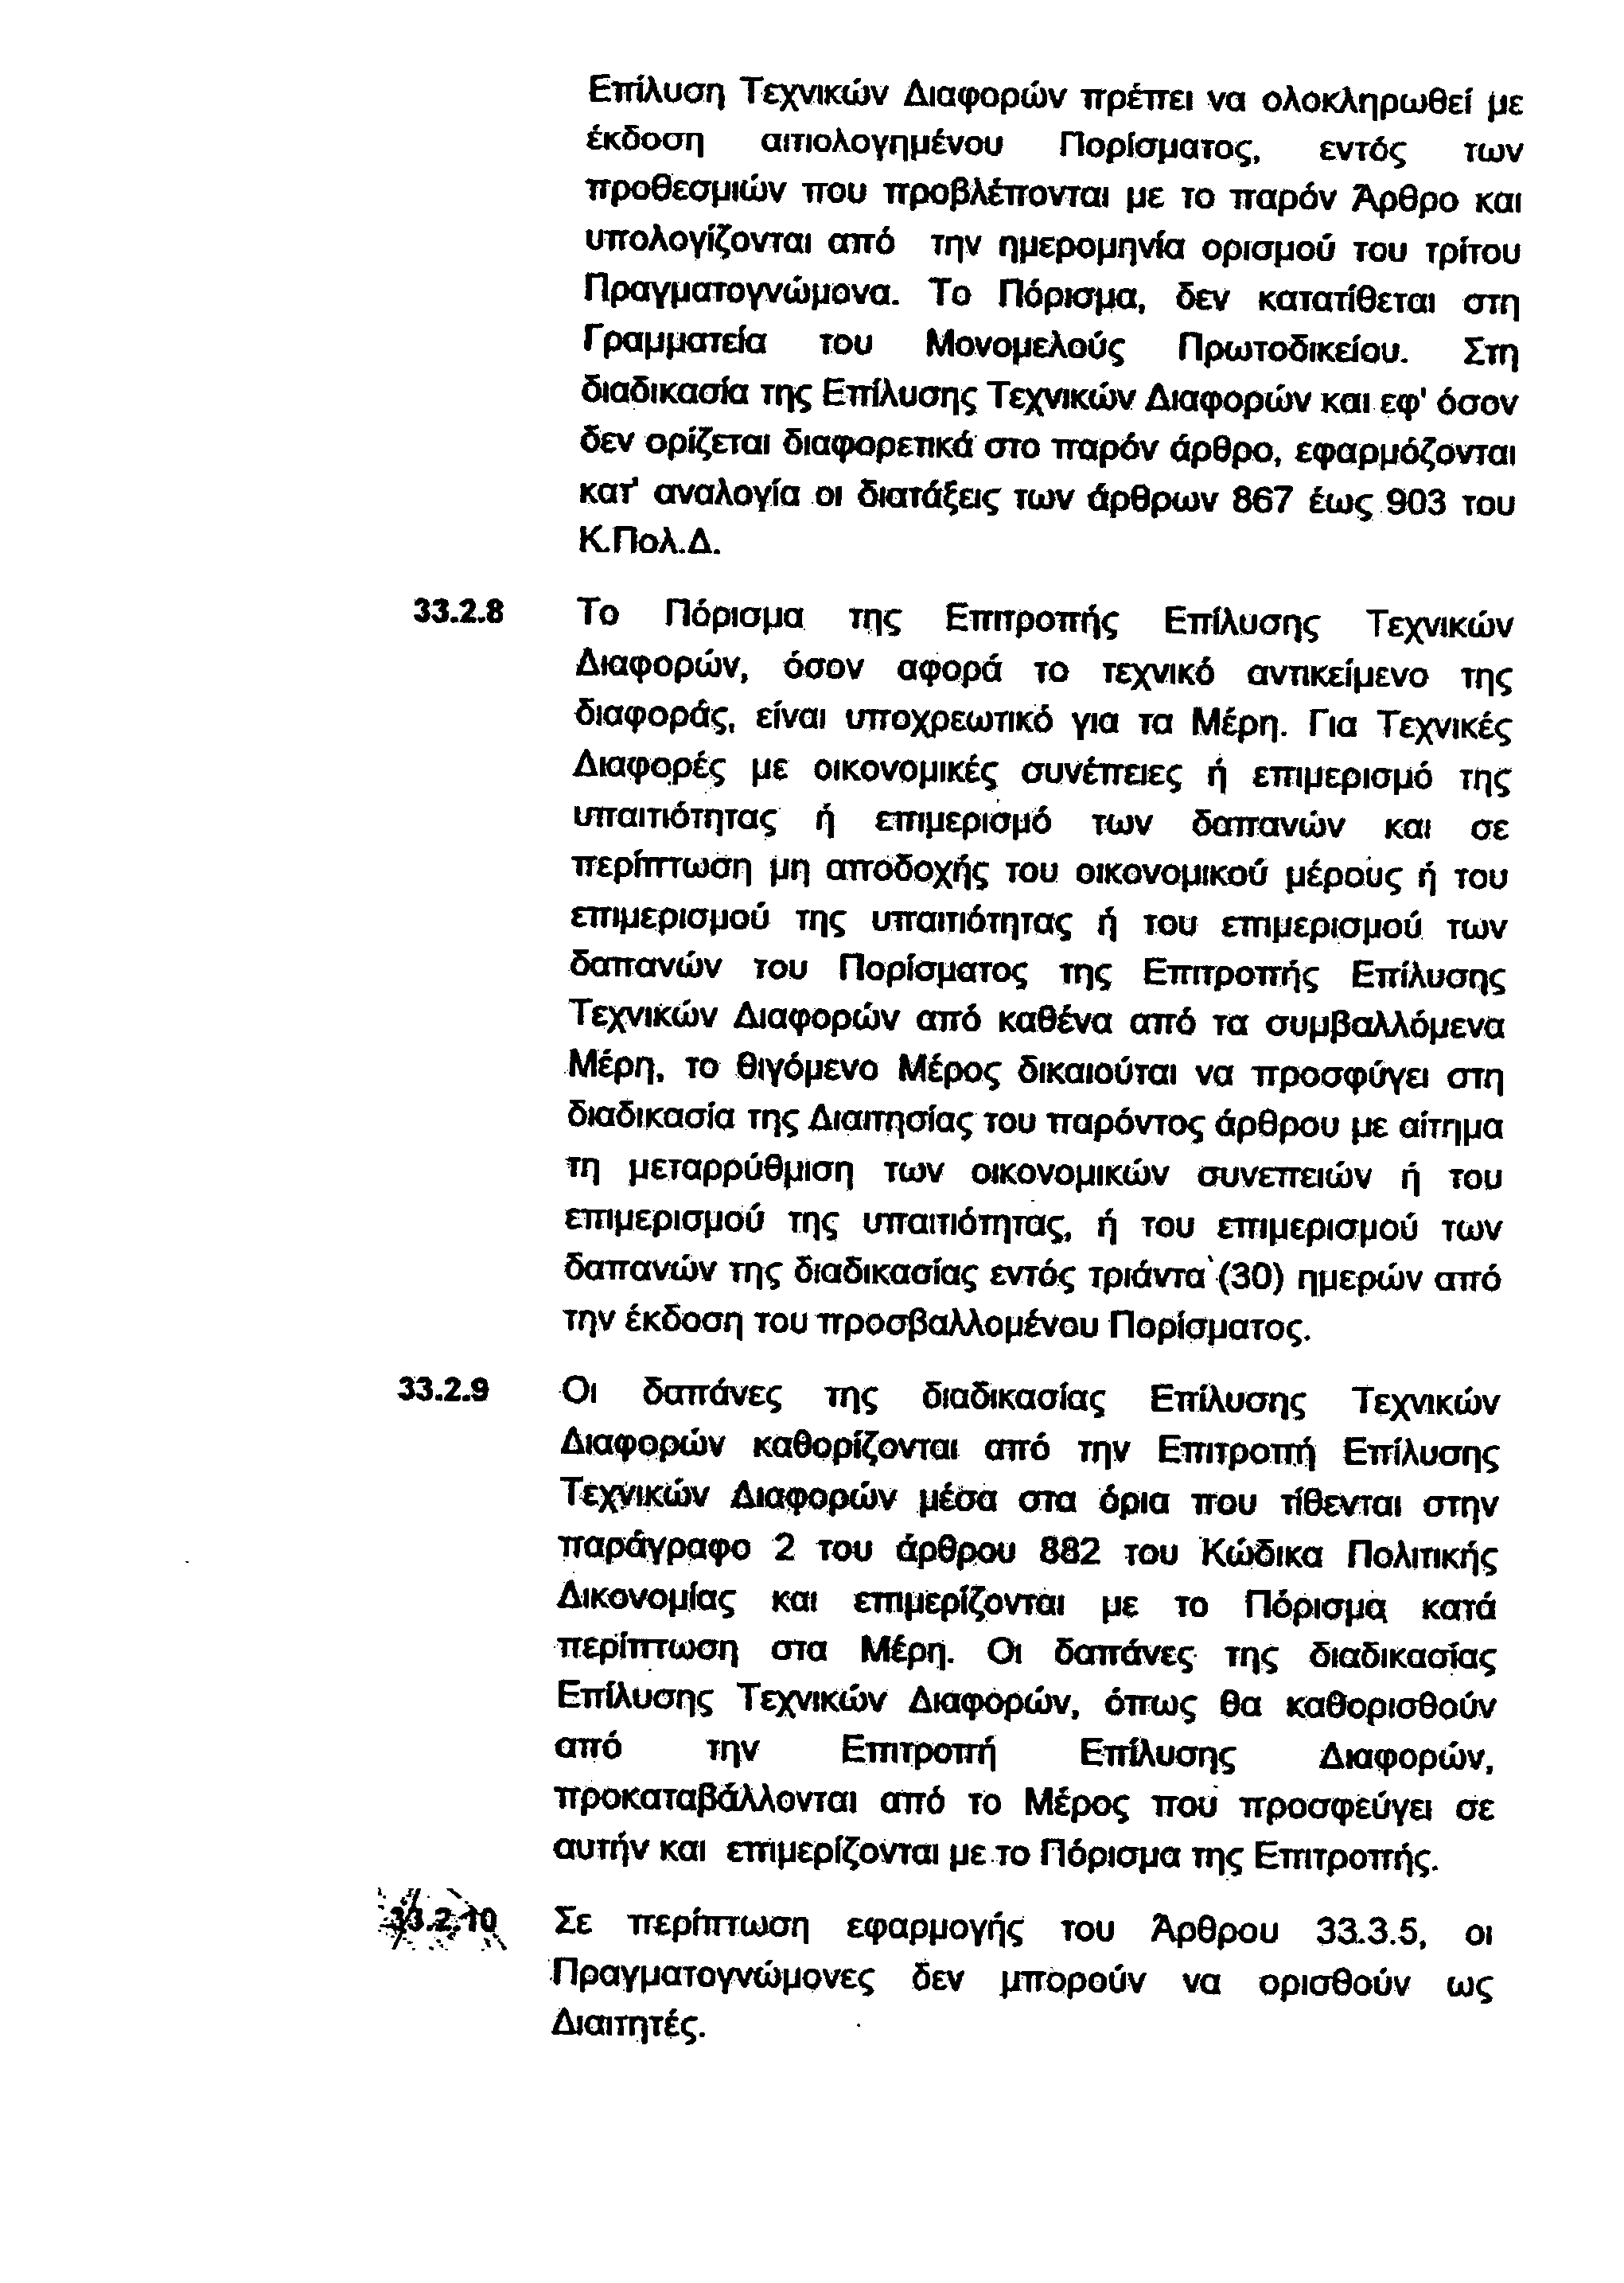 Επίλυση Τεχνικών Διαφορών πρέπει να ολοκληρωθεί με
έκδοση αιτιολογημένου Πορίσματος, εντός των
προθεσμιών που προβλέπονται με το παρόν Άρθρο και
υπολογίζονται από την ημερομηνία ορισμού του τρίτου
Πραγματογνώμονα. Το Πόρισμα, δεν κατατίθεται στη
Γραμματεία του Μονομελούς Πρωτοδικείου. Στη
διαδικασία της Επίλυσης Τεχνικών Διαφορών και εφ' όσον
δεν ορίζεται διαφορετικά στο παρόν άρθρο, εφαρμόζονται
κατ' αναλογία οι διατάξεις των άρθρων 867 έως 903 του
Κ.Πολ.Δ.
33.2.8 Το Πόρισμα της Επιτροπής Επίλυσης Τεχνικών
Διαφορών, όσον αφορά το τεχνικό αντικείμενο της
διαφοράς, είναι υποχρεωτικό για τα Μέρη. Για Τεχνικές
Διαφορές με οικονομικές συνέπειες ή επιμερισμό της
υπαιτιότητας ή επιμερισμό των δαπανών και σε
περίπτωση μη αποδοχής του οικονομικού μέρους ή του
επιμερισμού της υπαιτιότητας ή του επιμερισμού των
δαπανών του Πορίσματος της Επιτροπής Επίλυσης
Τεχνικών Διαφορών από καθένα από τα συμβαλλόμενα
Μέρη, το θιγόμενο Μέρος δικαιούται να προσφύγει στη
διαδικασία της Διαιτησίας του παρόντος άρθρου με αίτημα
τη μεταρρύθμιση των οικονομικών συνεπειών ή του
επιμερισμού της υπαιτιότητας, ή του επιμερισμού των
δαπανών της διαδικασίας εντός τριάντα (30) ημερών από
την έκδοση του προσβαλλομένου Πορίσματος.
33.2.9 Οι δαπάνες της διαδικασίας Επίλυσης Τεχνικών
Διαφορών καθορίζονται από την Επιτροπή Επίλυσης
Τεχνικών Διαφορών μέσα στα όρια που τίθενται στην
παράγραφο 2 του άρθρου 882 του Κώδικα Πολιτικής
Δικονομίας και επιμερίζονται με το Πόρισμα κατά
περίπτωση στα Μέρη. Οι δαπάνες της διαδικασίας
Επίλυσης Τεχνικών Διαφορών, όπως θα καθορισθούν
από την Επιτροπή Επίλυσης Διαφορών,
προκαταβάλλονται από το Μέρος που προσφεύγει σε
αυτήν και επιμερίζονται με το Πόρισμα της Επιτροπής.
33.2.10 Σε περίπτωση εφαρμογής του Άρθρου 33.3.5, οι
Πραγματογνώμονες δεν μπορούν να ορισθούν ως
Διαιτητές.